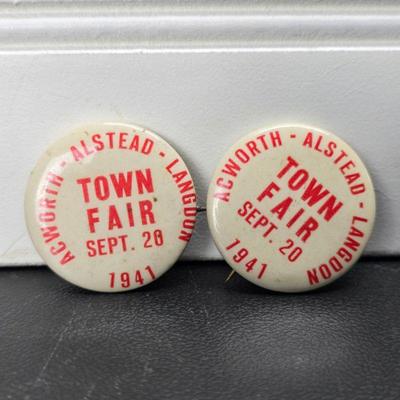 ACWORTH - ALSTEAD - LANGDON
TOWN
FAIR
SEPT. 20
1941
ACWORTH - ALSTEAD - LANGDON
TOWN
FAIR
SEPT. 20
1941